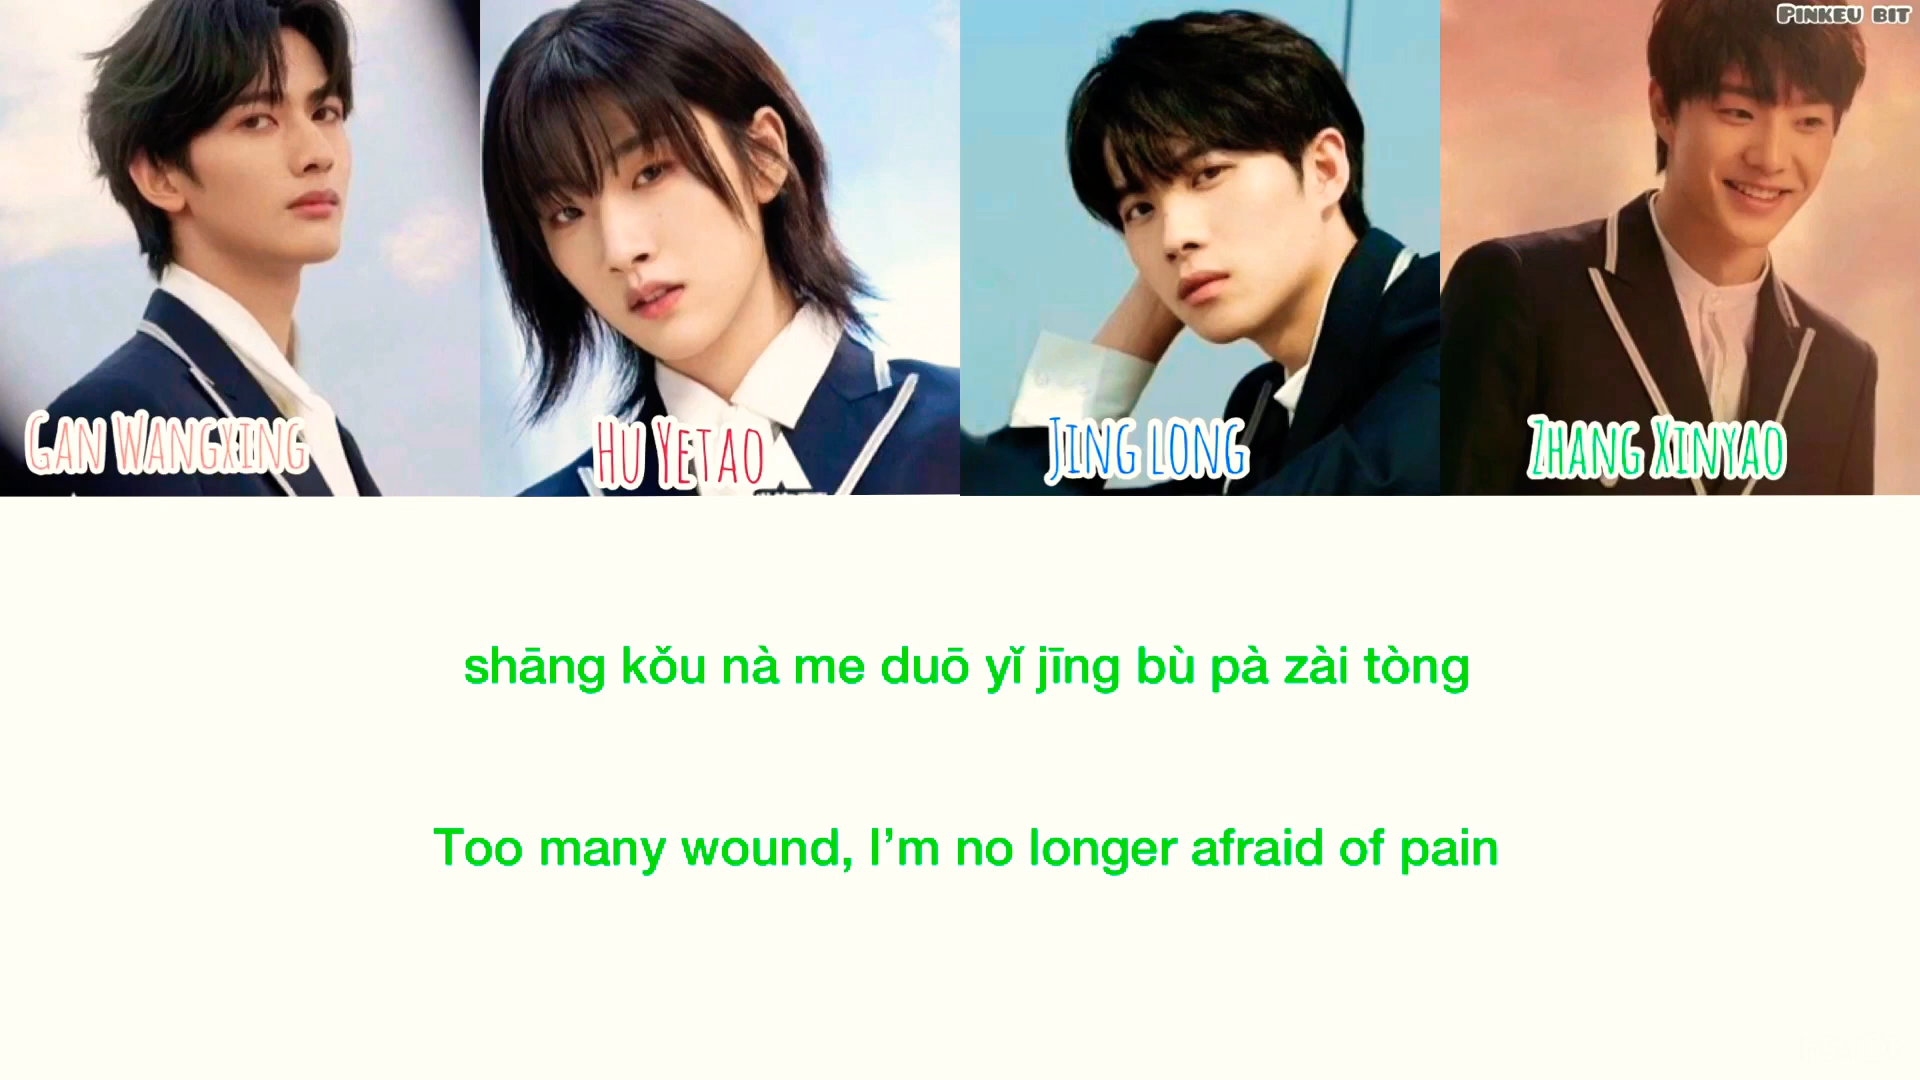 PINKEU BIT
GAN WANGXING
HU YETAO
JING LONG
ZHANG XINYAO
shāng kǒu nà me duō yǐ jīng bù pà zài tòng
Too many wound, I’m no longer afraid of pain